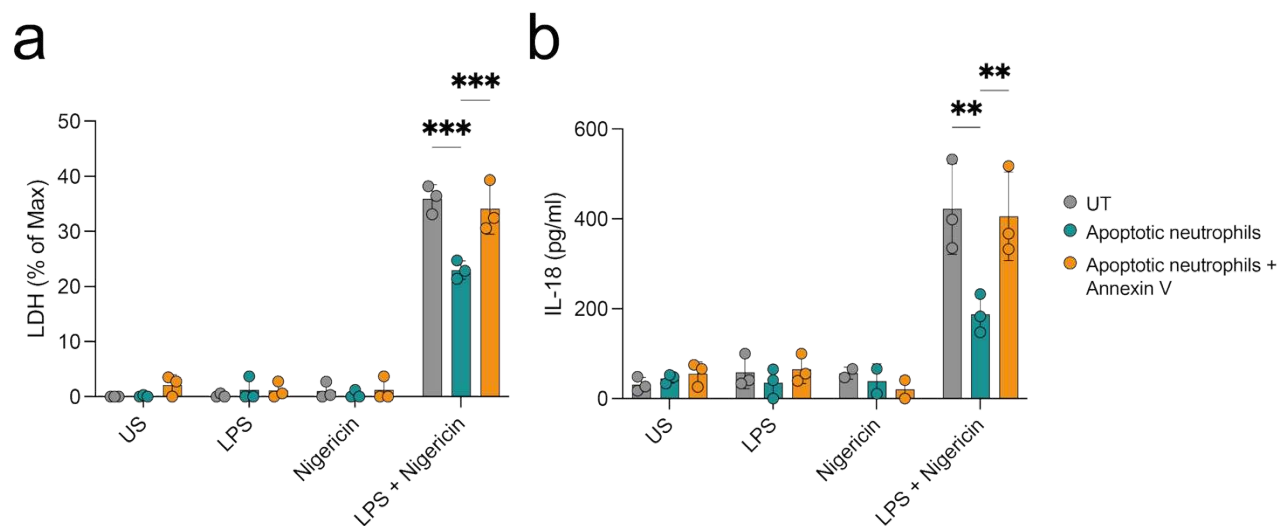 a
b
***
***
50
40
30
20
10
0
LDH (% of Max)
US
LPS
Nigericin
LPS + Nigericin
**
**
600
400
200
0
IL-18 (pg/ml)
US
LPS
Nigericin
LPS + Nigericin
UT
Apoptotic neutrophils
Apoptotic neutrophils +
Annexin V